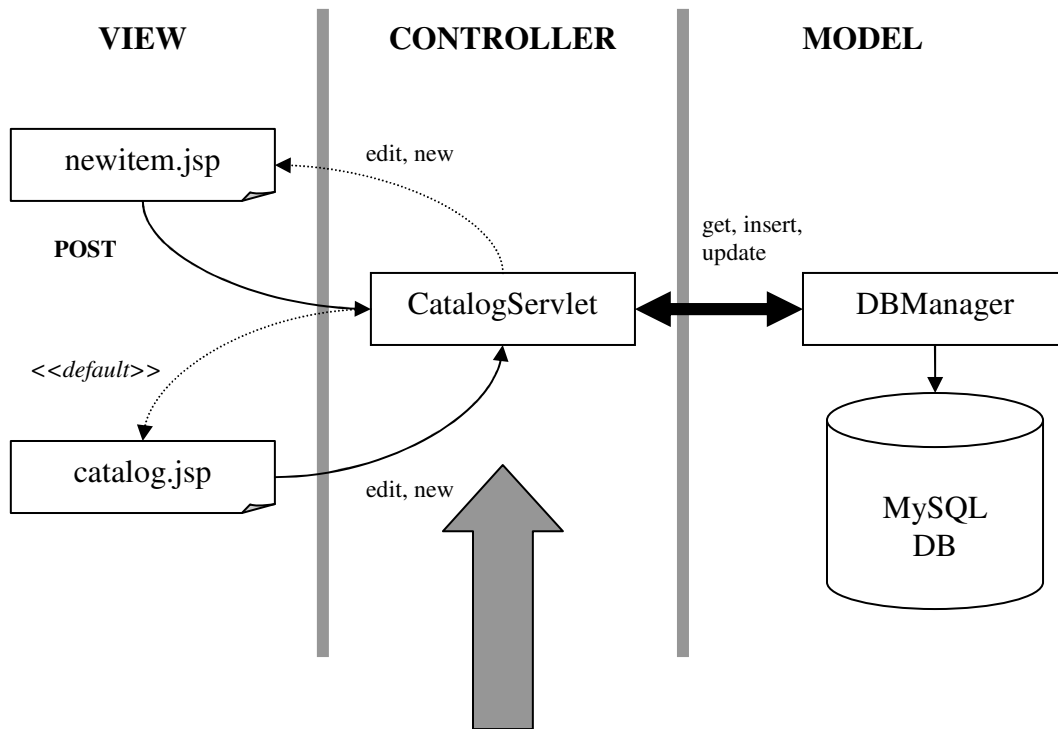 VIEW
CONTROLLER
MODEL
newitem.jsp
edit, new
POST
get, insert,
update
CatalogServlet
DBManager
<<default>>
catalog.jsp
edit, new
MySQL
DB